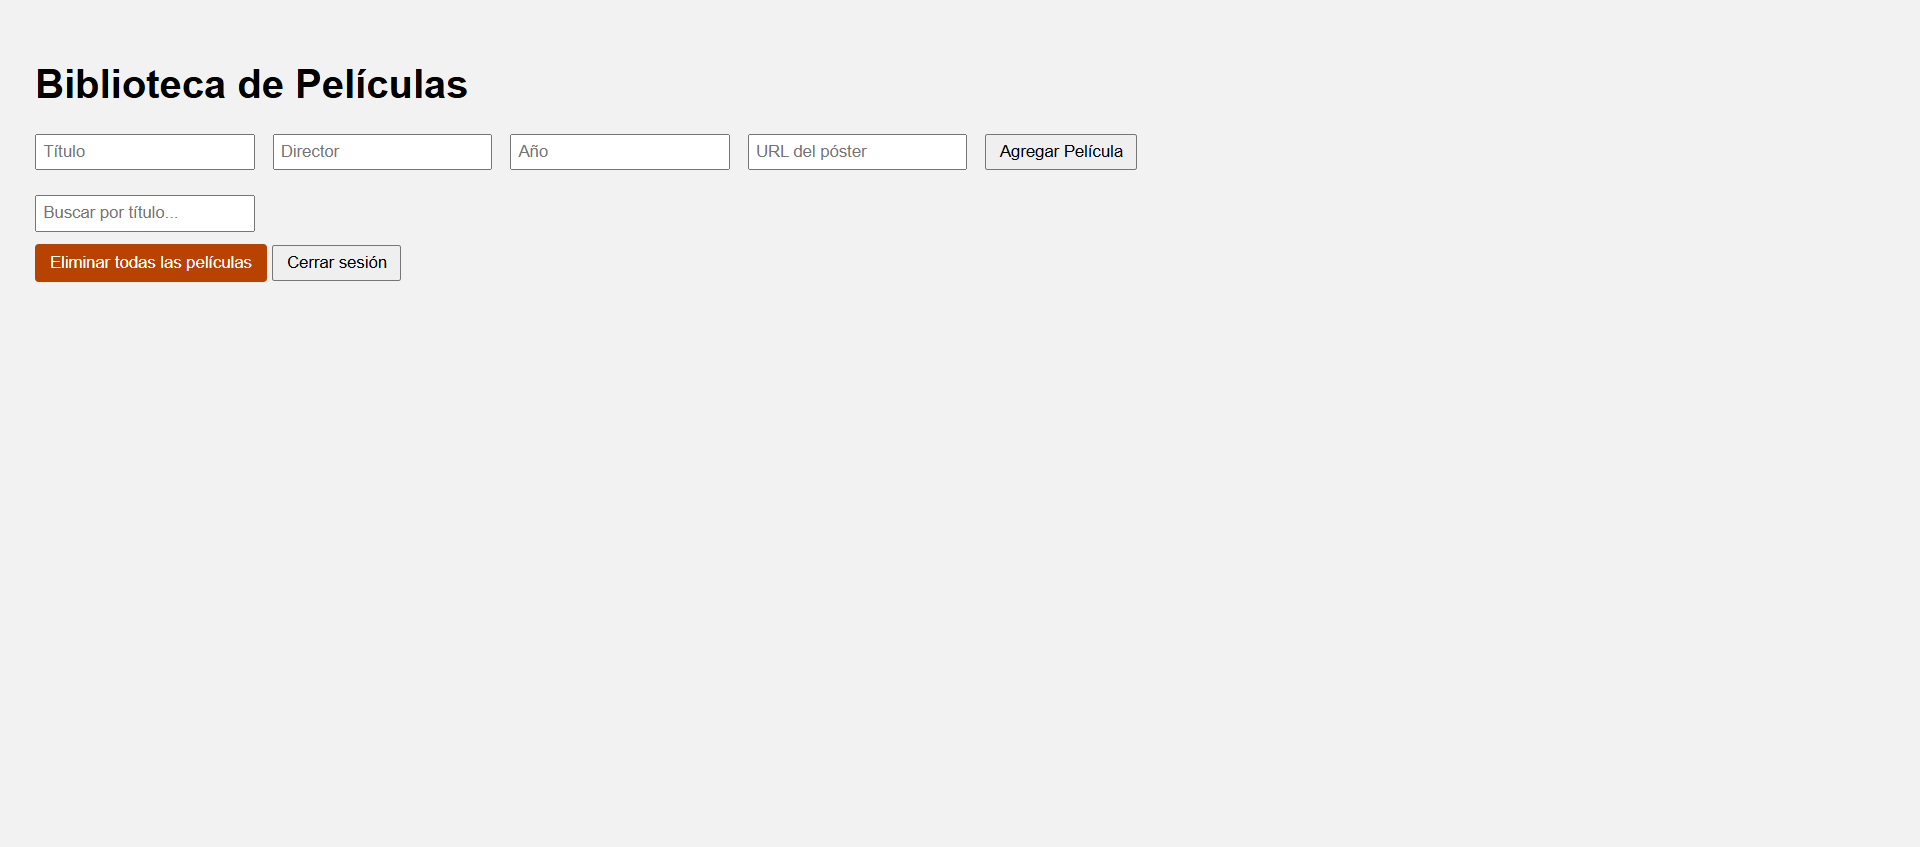 Biblioteca de Películas
Título Director Año URL del póster Agregar Película
Buscar por título...
Eliminar todas las películas Cerrar sesión